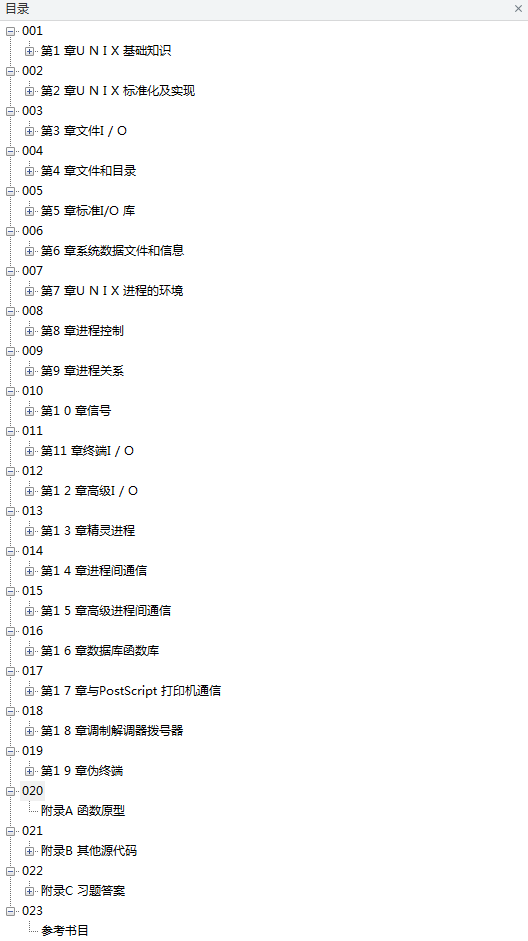 目录
001
第1 章U N I X 基础知识
002
第2 章U N I X 标准化及实现
003
第3 章文件I / O
004
第4 章文件和目录
005
第5 章标准I/O 库
006
第6 章系统数据文件和信息
007
第7 章U N I X 进程的环境
008
第8 章进程控制
009
第9 章进程关系
010
第1 0 章信号
011
第11 章终端I / O
012
第1 2 章高级I / O
013
第1 3 章精灵进程
014
第1 4 章进程间通信
015
第1 5 章高级进程间通信
016
第1 6 章数据库函数库
017
第1 7 章与PostScript 打印机通信
018
第1 8 章调制解调器拨号器
019
第1 9 章伪终端
020
附录A 函数原型
021
附录B 其他源代码
022
附录C 习题答案
023
参考书目